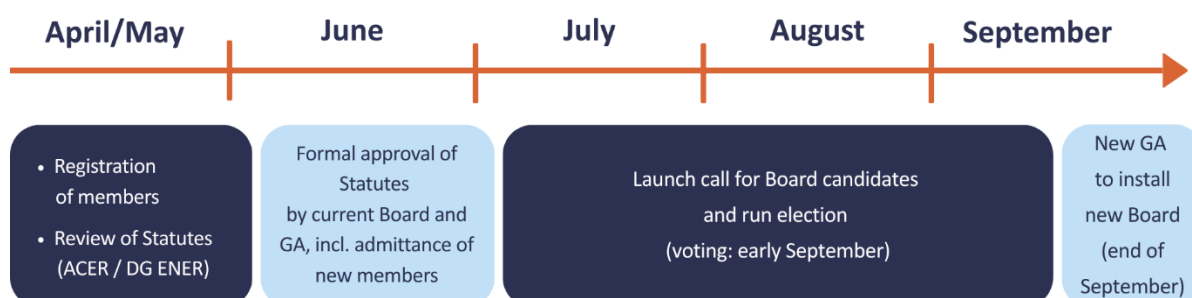 April/May
June
July
August
September
• Registration
of members
• Review of Statutes
(ACER / DG ENER)
Formal approval of
Statutes
by current Board and
GA, incl. admittance of
new members
Launch call for Board candidates
and run election
(voting: early September)
New GA
to install
new Board
(end of
September)